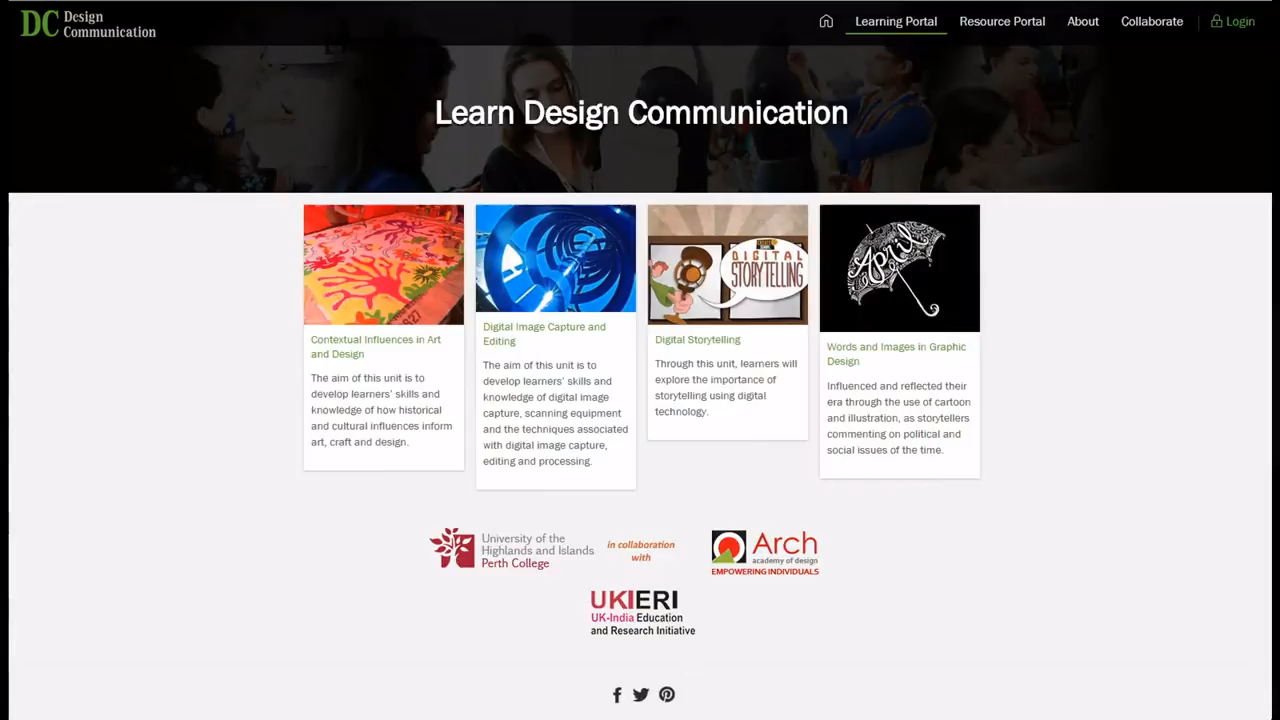 DC Design
Communication
Learning Portal
Resource Portal
About
Collaborate
Login
Learn Design Communication
Contextual Influences in Art
and Design
The aim of this unit is to
develop learners' skills and
knowledge of how historical
and cultural influences inform
art, craft and design.
Digital Image Capture and
Editing
The aim of this unit is to
develop learners' skills and
knowledge of digital image
capture, scanning equipment
and the techniques associated
with digital image capture,
editing and processing.
DIGITAL
STORYTELLING
Digital Storytelling
Through this unit, learners will
explore the importance of
storytelling using digital
technology.
April
Words and Images in Graphic
Design
Influenced and reflected their
era through the use of cartoon
and illustration, as storytellers
commenting on political and
social issues of the time.
University of the
Highlands and Islands
Perth College
in collaboration
with
Arch
academy of design
EMPOWERING INDIVIDUALS
UKIERI
UK-India Education
and Research Initiative